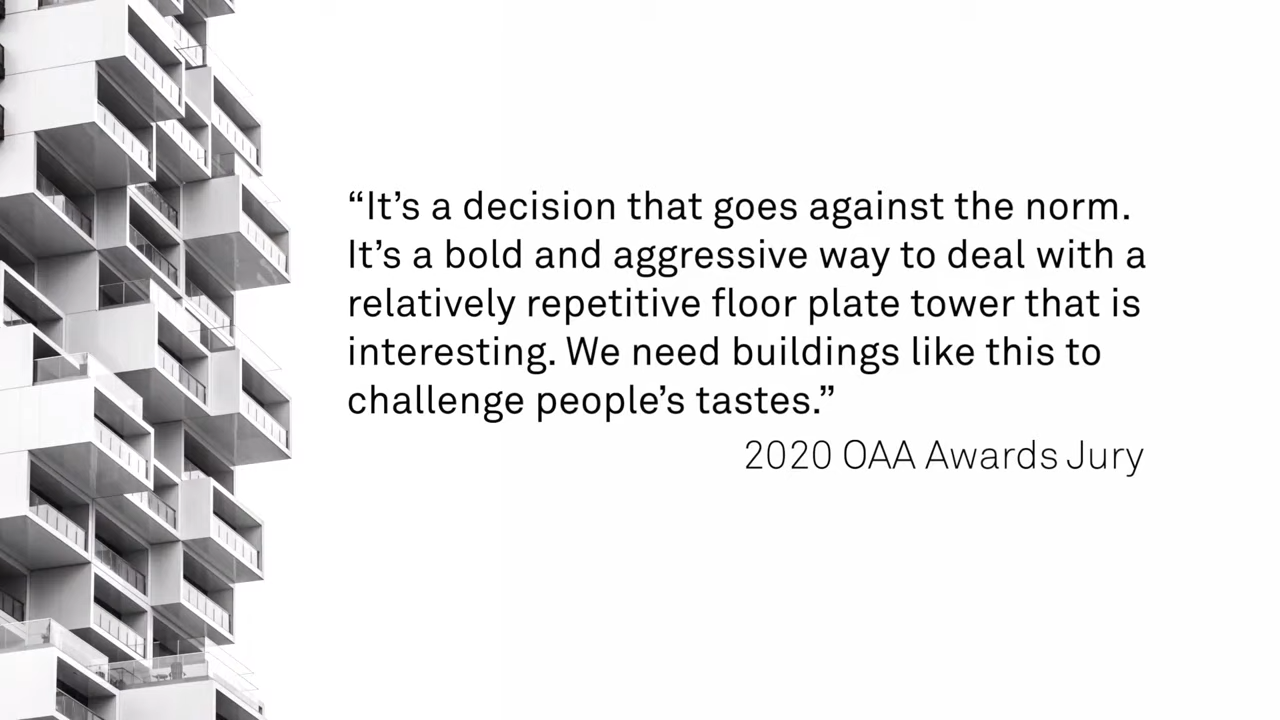 “It’s a decision that goes against the norm.
It’s a bold and aggressive way to deal with a
relatively repetitive floor plate tower that is
interesting. We need buildings like this to
challenge people’s tastes.”
2020 OAA Awards Jury